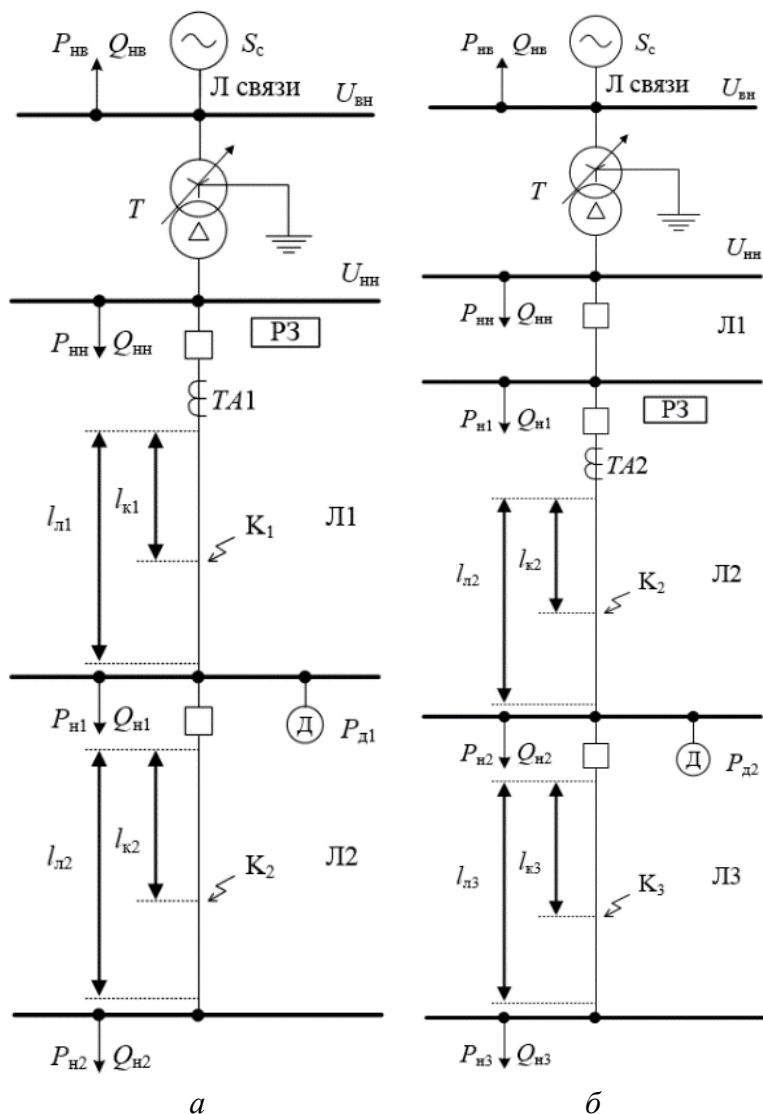 Pнв Qнв
Sс
Л связи
Uвн
T
Uнн
Pнн Qнн
РЗ
TA1
lл1
lк1
K1
Л1
Pн1 Qн1
Д
Pд1
lл2
lк2
K2
Л2
Pн2 Qн2
а
Pнв Qнв
Sс
Л связи
Uвн
T
Uнн
Pнн Qнн
Л1
Pн1 Qн1
РЗ
TA2
lл2
lк2
K2
Л2
Pн2 Qн2
Д
Pд2
lл3
lк3
K3
Л3
Pн3 Qн3
б